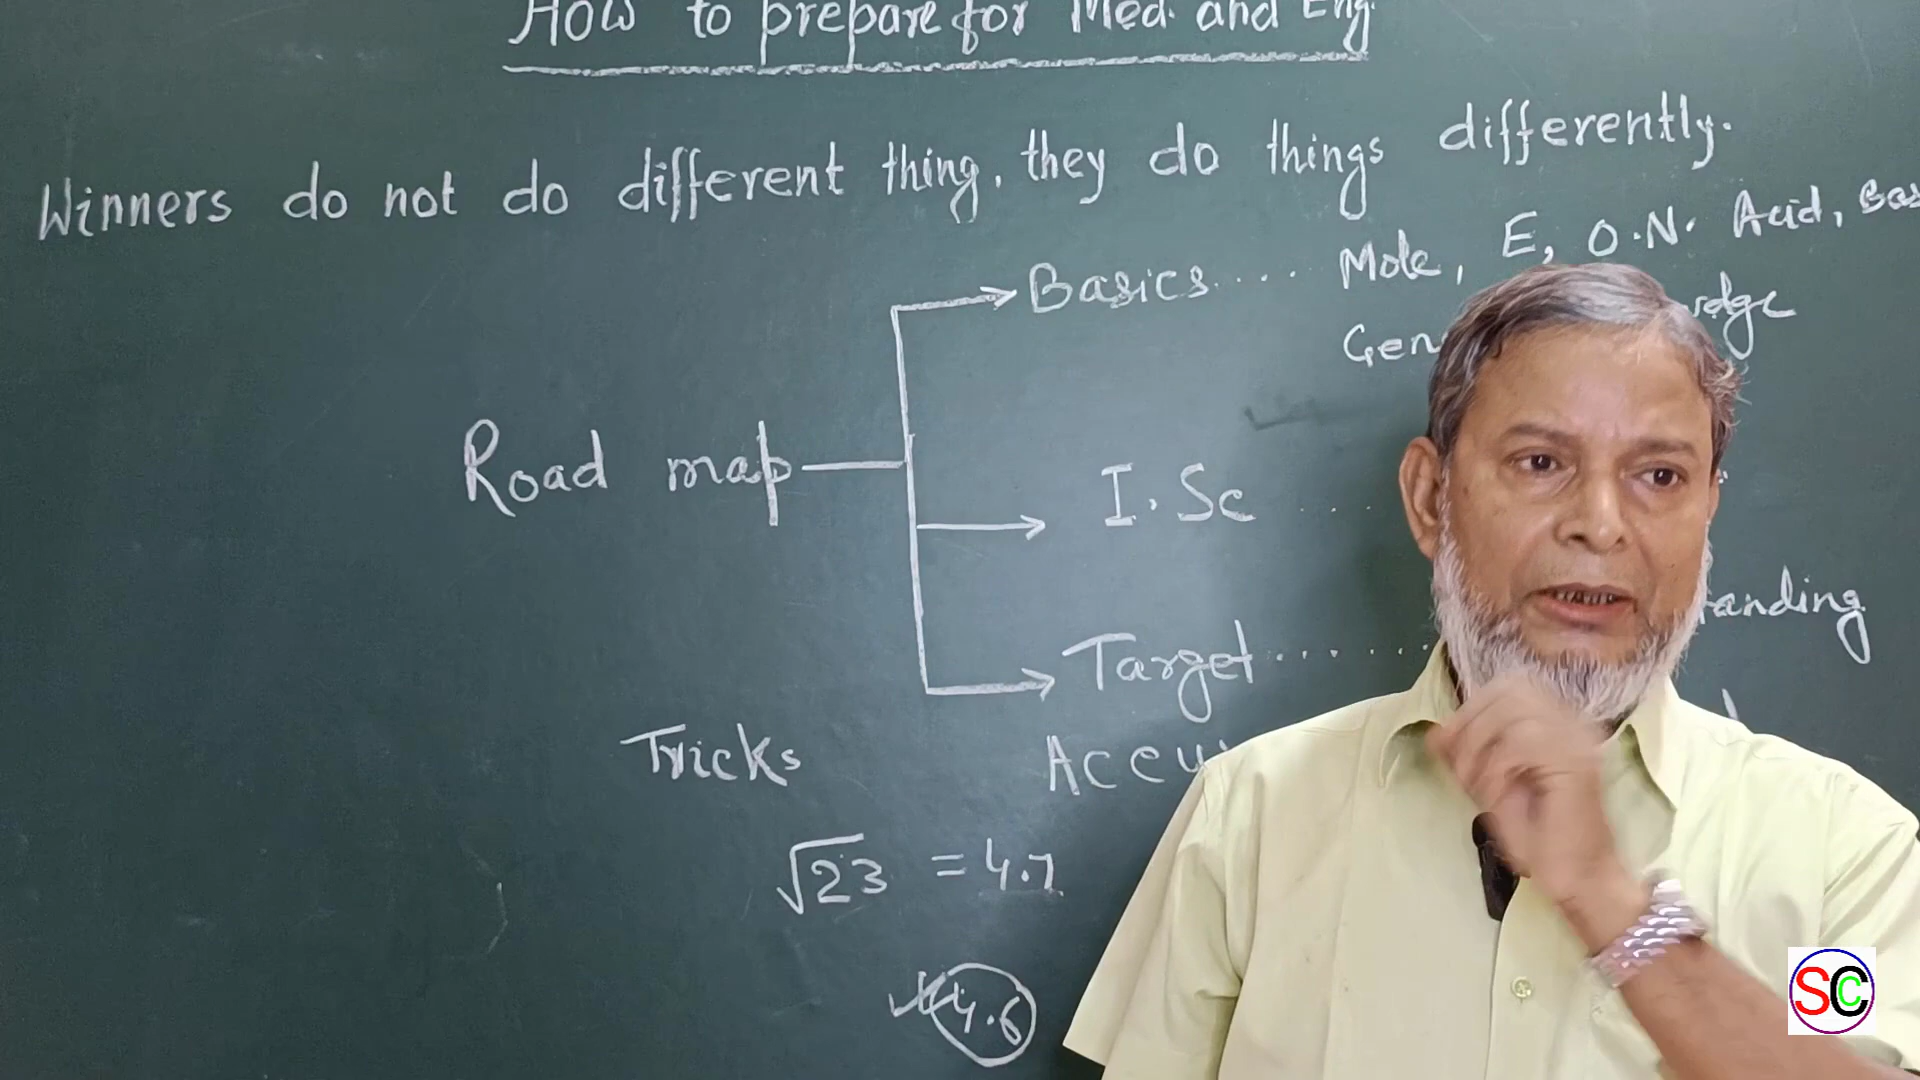 How to prepare for Med. and Eng.
Winners do not do different thing, they do things differently.
Basics .... Mole, E, O.N. Acid,
Road map
I.Sc ....
Target ......
Tricks
√23 = 4.7
4.6
SC